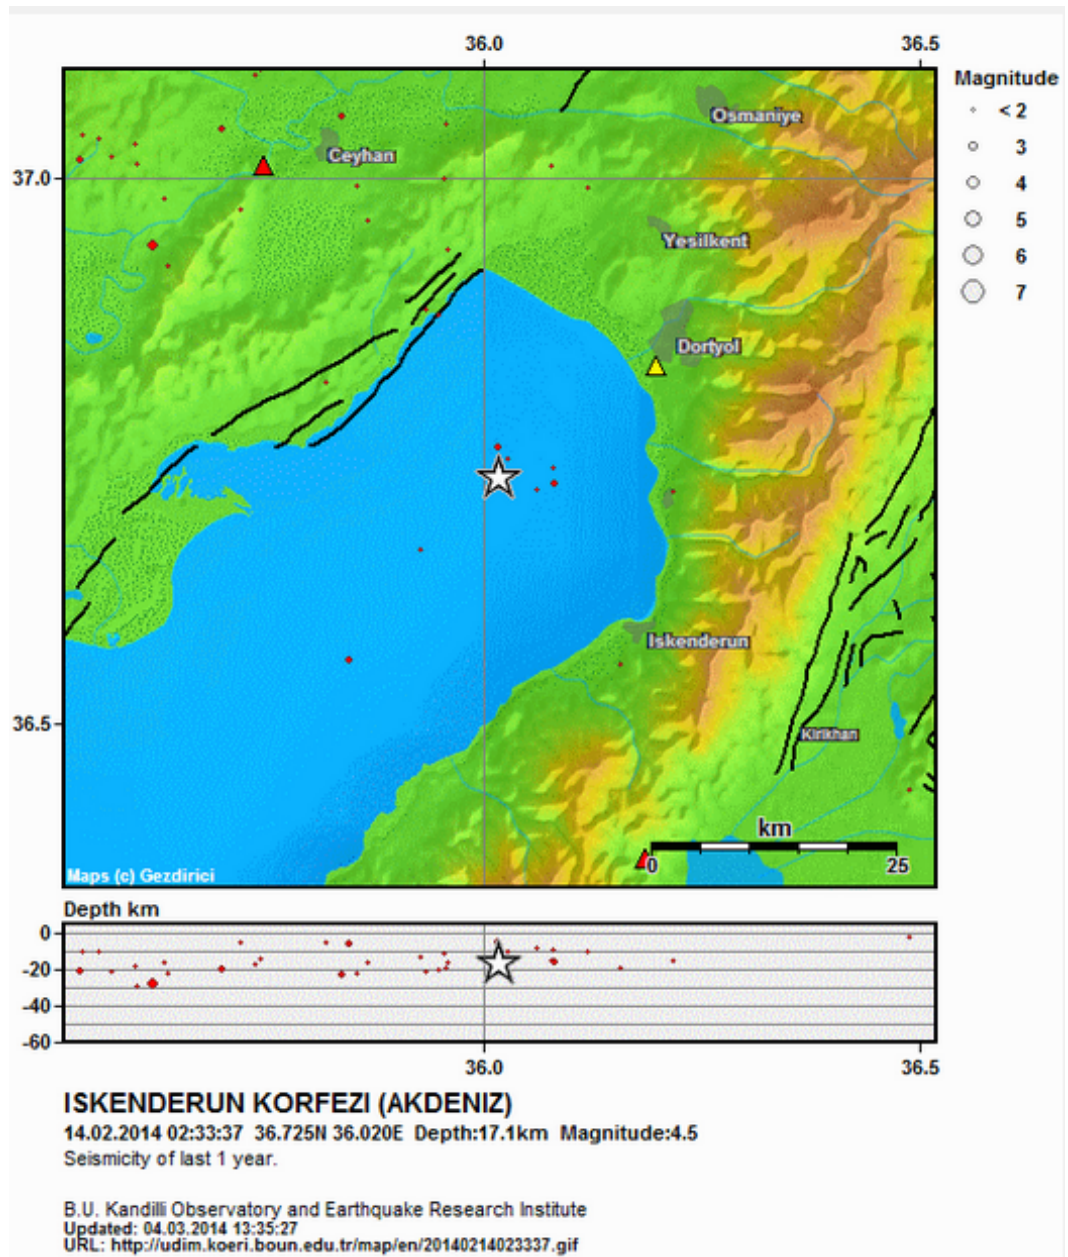 36.0 36.5
Magnitude
< 2
3
4
5
6
7
Osmaniye
Ceyhan
37.0
Yesilkent
Dortyol
Iskenderun
36.5
Kirikhan
km
0 25
Maps (c) Gezdirici
Depth km
0
-20
-40
-60
36.0 36.5
ISKENDERUN KORFEZI (AKDENIZ)
14.02.2014 02:33:37 36.725N 36.020E Depth:17.1km Magnitude:4.5
Seismicity of last 1 year.
B.U. Kandilli Observatory and Earthquake Research Institute
Updated: 04.03.2014 13:35:27
URL: http://udim.koeri.boun.edu.tr/map/en/20140214023337.gif